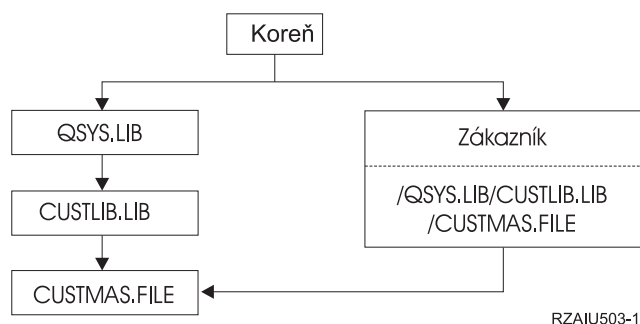 Koreň
QSYS.LIB
CUSTLIB.LIB
CUSTMAS.FILE
Zákazník
/QSYS.LIB/CUSTLIB.LIB
/CUSTMAS.FILE
RZAIU503-1